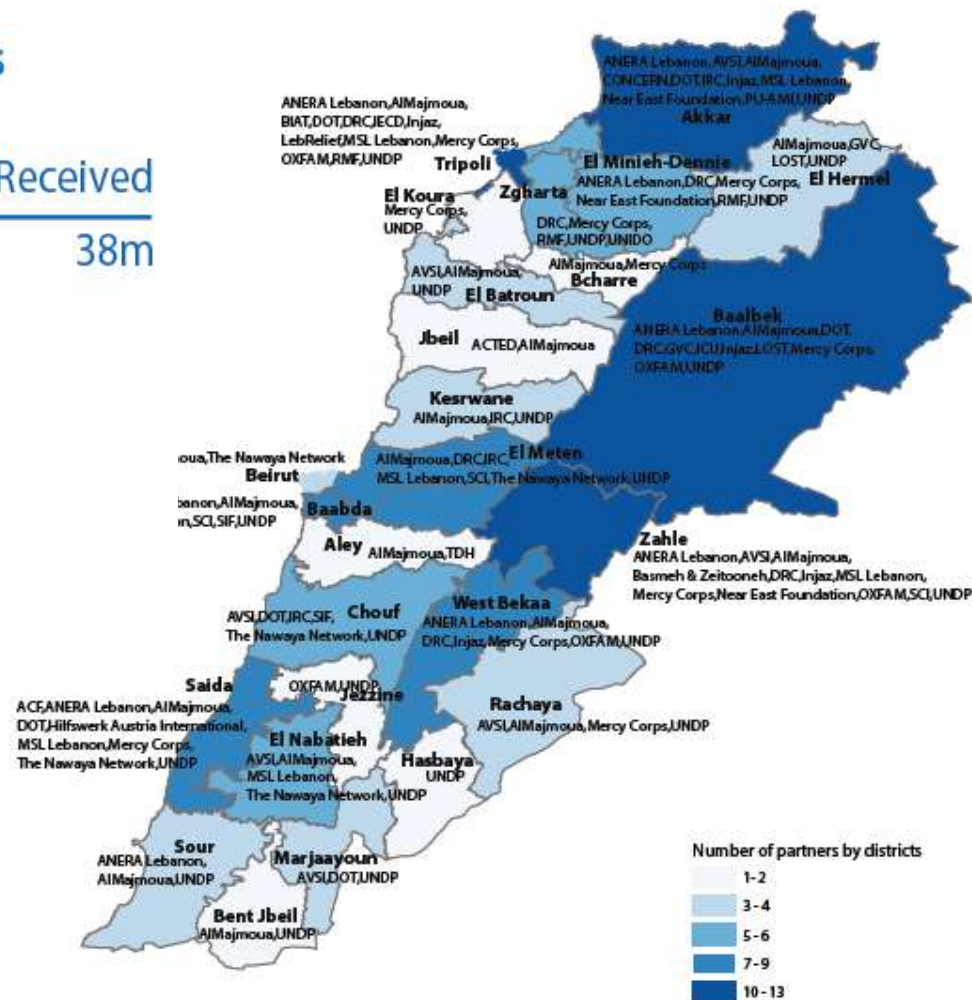 s
Received
38m
ANERA Lebanon,AVSI,AlMajmoua,
CONCERN,DOT,IRC,Injaz,MSL Lebanon,
Near East Foundation,PU-AMI,UNDP
Akkar
ANERA Lebanon,AlMajmoua,
BIAT,DOT,DRC,IECD,Injaz,
LebRelief,MSL Lebanon,Mercy Corps,
OXFAM,RMF,UNDP
Tripoli
AlMajmoua,GVC,
LOST,UNDP
El Hermel
El Minieh-Dennie
ANERA Lebanon,DRC,Mercy Corps,
Near East Foundation,RMF,UNDP
El Koura
Mercy Corps,
UNDP
Zgharta
DRC,Mercy Corps,
RMF,UNDP,UNIDO
AlMajmoua,Mercy Corps
Bcharre
AVSI,AlMajmoua,
UNDP
El Batroun
Baalbek
ANERA Lebanon,AlMajmoua,DOT,
DRC,GVC,ICU,Injaz,LOST,Mercy Corps,
OXFAM,UNDP
Jbeil
ACTED,AlMajmoua
Kesrwane
AlMajmoua,IRC,UNDP
El Meten
AlMajmoua,DRC,IRC,
MSL Lebanon,SCI,The Nawaya Network,UNDP
oua,The Nawaya Network
Beirut
banon,AlMajmoua,
n,SCI,SIF,UNDP
Baabda
Aley
AlMajmoua,TDH
Zahle
ANERA Lebanon,AVSI,AlMajmoua,
Basmeh & Zeitooneh,DRC,Injaz,MSL Lebanon,
Mercy Corps,Near East Foundation,OXFAM,SCI,UNDP
Chouf
AVSI,DOT,IRC,SIF,
The Nawaya Network,UNDP
West Bekaa
ANERA Lebanon,AlMajmoua,
DRC,Injaz,Mercy Corps,OXFAM,UNDP
Saida
ACF,ANERA Lebanon,AlMajmoua,
DOT,Hilfswerk Austria International,
MSL Lebanon,Mercy Corps,
The Nawaya Network,UNDP
OXFAM,UNDP
Jezzine
Rachaya
AVSI,AlMajmoua,Mercy Corps,UNDP
El Nabatieh
AVSI,AlMajmoua,
MSL Lebanon,
The Nawaya Network,UNDP
Hasbaya
UNDP
Sour
ANERA Lebanon,
AlMajmoua,UNDP
Marjaayoun
AVSI,DOT,UNDP
Bent Jbeil
AlMajmoua,UNDP
Number of partners by districts
1-2
3-4
5-6
7-9
10-13